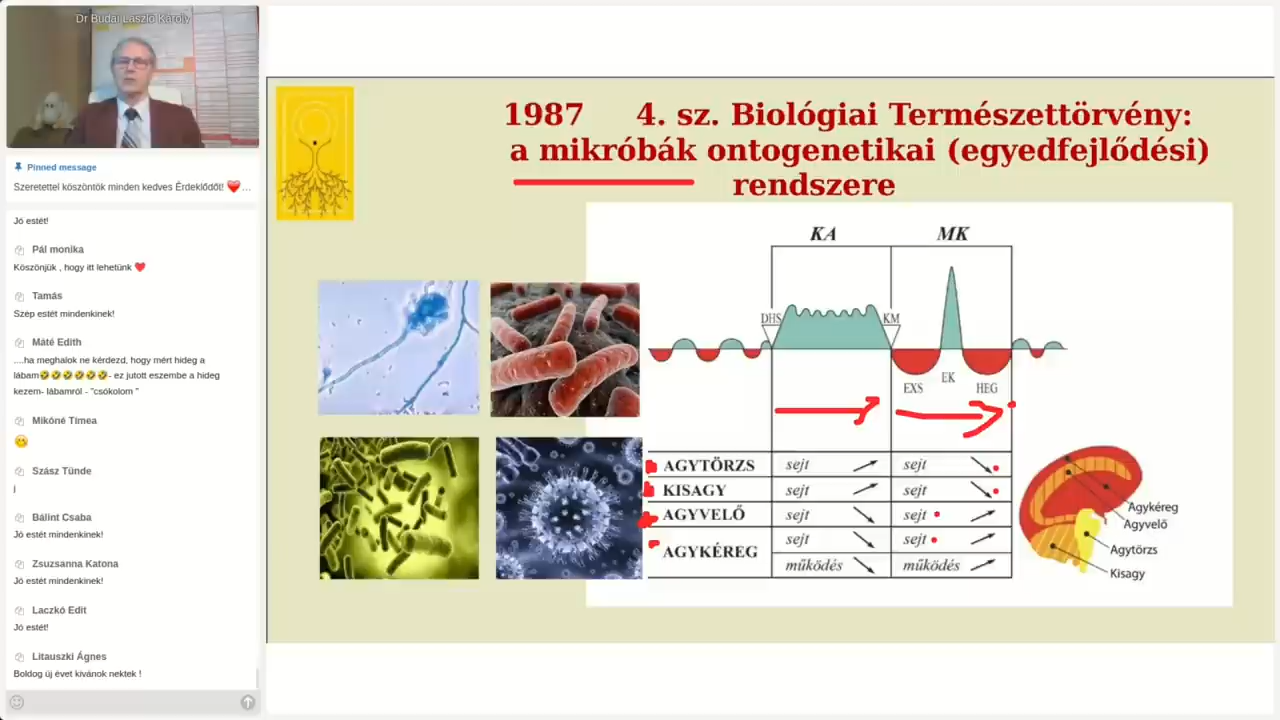 Dr Budai László Károly
Pinned message
Szeretettel köszöntök minden kedves Érdeklődőt! ❤️ ...
Jó estét!
Pál monika
Köszönjük , hogy itt lehetünk ❤️
Tamás
Szép estét mindenkinek!
Máté Edith
....ha meghalok ne kérdezd, hogy mért hideg a
lábam🤣🤣🤣🤣🤣🤣- ez jutott eszembe a hideg
kezem- lábamról - "csókolom "
Mikóné Tímea
Szász Tünde
j
Bálint Csaba
Jó estét mindenkinek!
Zsuzsanna Katona
Jó estét mindenkinek!
Laczkó Edit
Jó estét!
Litauszki Ágnes
Boldog új évet kívánok nektek !
1987 4. sz. Biológiai Természettörvény:
a mikróbák ontogenetikai (egyedfejlődési)
rendszere
KA MK
DHS KM
EXS EK HEG
AGYTÖRZS sejt sejt
KISAGY sejt sejt
AGYVELŐ sejt sejt
AGYKÉREG sejt sejt
működés működés
Agykéreg
Agyvelő
Agytörzs
Kisagy